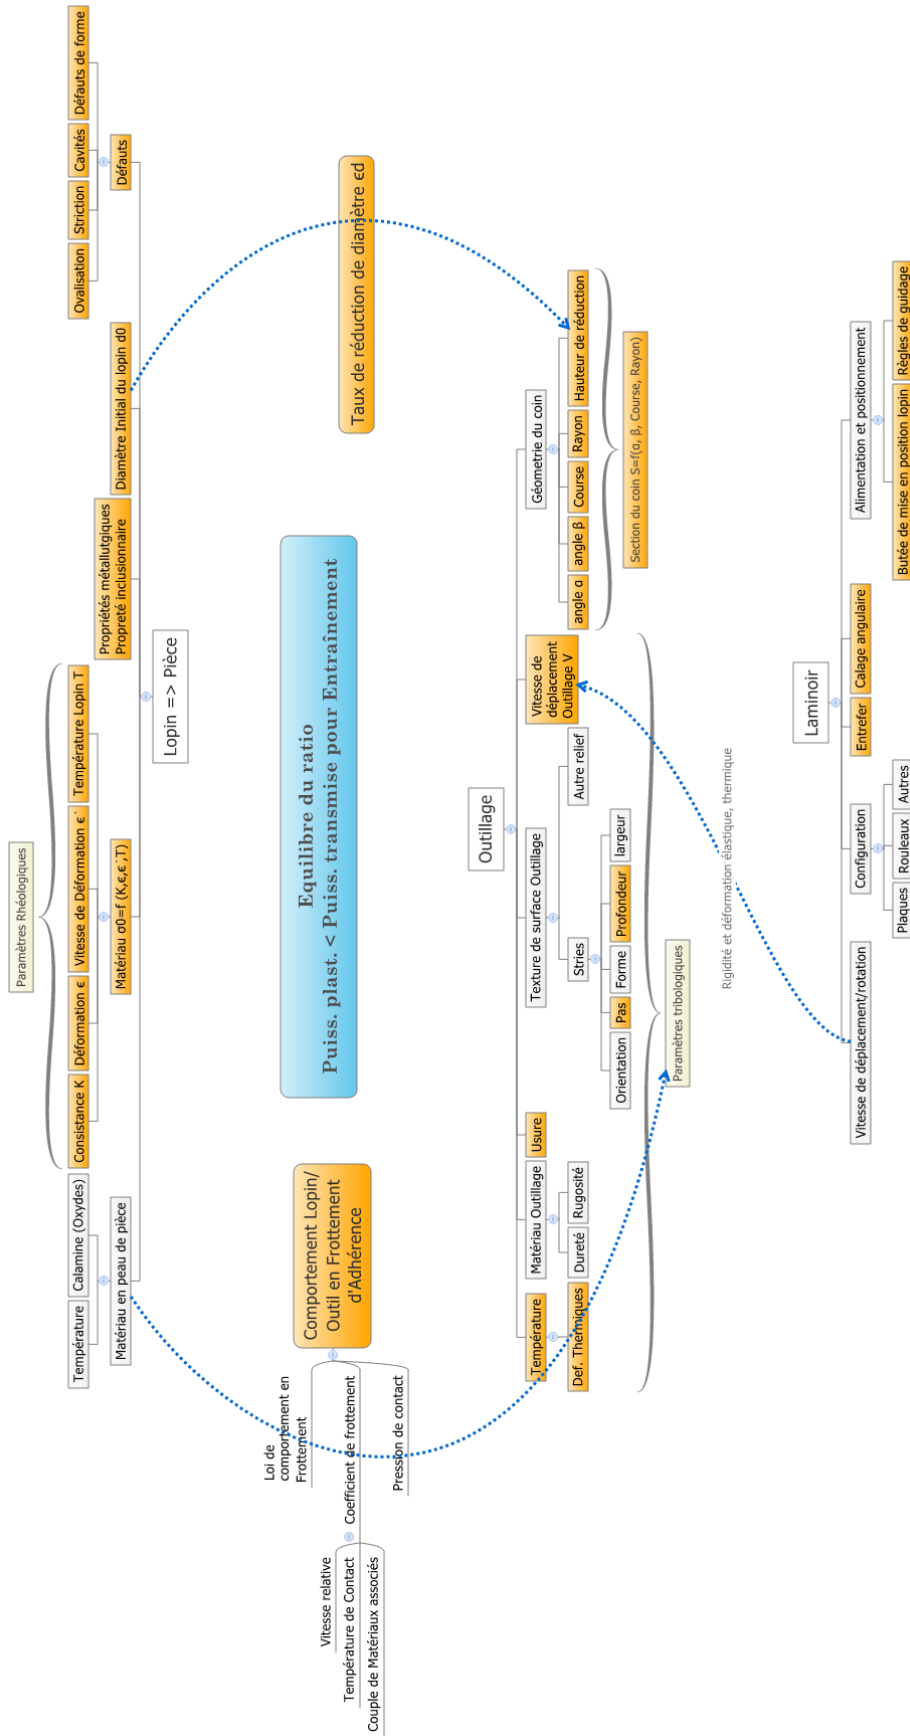 Paramètres Rhéologiques
Température
Calamine (Oxydes)
Consistance K
Déformation ϵ
Vitesse de Déformation ϵ˙
Température Lopin T
Ovalisation
Striction
Cavités
Défauts de forme
Matériau en peau de pièce
Matériau σ0=f (K,ϵ,ϵ˙,T)
Propriétés métallutgiques
Propreté inclusionnaire
Diamètre Initial du lopin d0
Défauts
Lopin => Pièce
Loi de
comportement en
Frottement
Coefficient de frottement
Pression de contact
Vitesse relative
Température de Contact
Couple de Matériaux associés
Comportement Lopin/
Outil en Frottement
d'Adhérence
Equilibre du ratio
Puiss. plast. < Puiss. transmise pour Entraînement
Taux de réduction de diamètre ϵd
Outillage
Température
Matériau Outillage
Usure
Texture de surface Outillage
Vitesse de
déplacement
Outillage V
Géometrie du coin
Def. Thermiques
Dureté
Rugosité
Stries
Autre relief
angle α
angle β
Course
Rayon
Hauteur de réduction
Orientation
Pas
Forme
Profondeur
largeur
Section du coin S=f(α, β, Course, Rayon)
Paramètres tribologiques
Rigidité et déformation élastique, thermique
Laminoir
Vitesse de déplacement/rotation
Configuration
Entrefer
Calage angulaire
Alimentation et positionnement
Plaques
Rouleaux
Autres
Butée de mise en position lopin
Règles de guidage